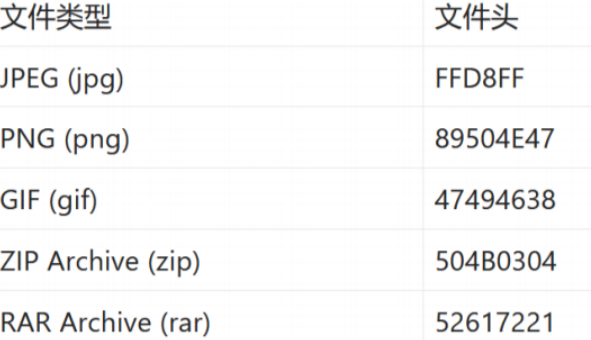 文件类型 文件头
JPEG (jpg) FFD8FF
PNG (png) 89504E47
GIF (gif) 47494638
ZIP Archive (zip) 504B0304
RAR Archive (rar) 52617221